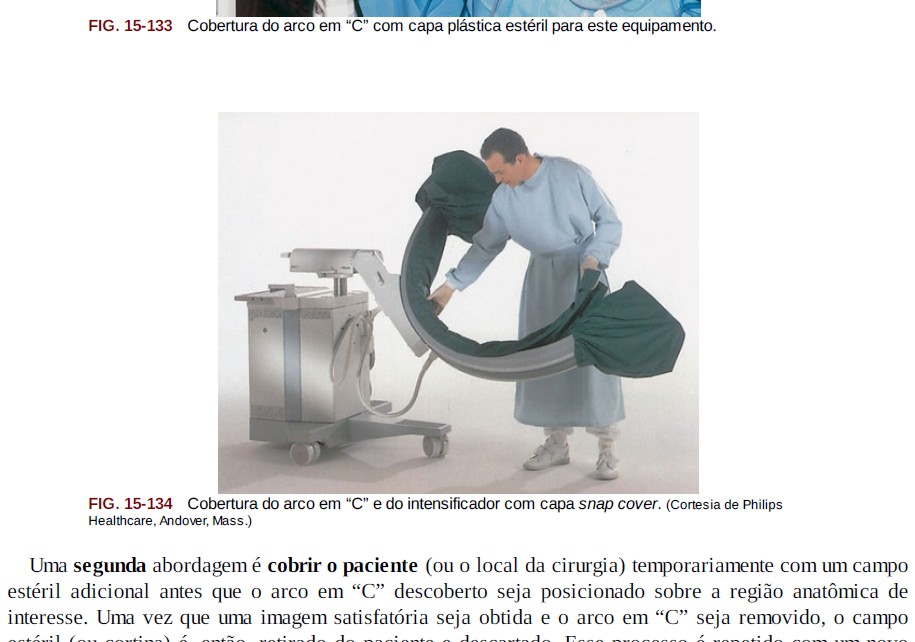 FIG. 15-133 Cobertura do arco em “C” com capa plástica estéril para este equipamento.
FIG. 15-134 Cobertura do arco em “C” e do intensificador com capa snap cover. (Cortesia de Philips
Healthcare, Andover, Mass.)
Uma segunda abordagem é cobrir o paciente (ou o local da cirurgia) temporariamente com um campo
estéril adicional antes que o arco em “C” descoberto seja posicionado sobre a região anatômica de
interesse. Uma vez que uma imagem satisfatória seja obtida e o arco em “C” seja removido, o campo
estéril (ou cortina) é, então, retirado do paciente e descartado. Esse processo é repetido com um novo